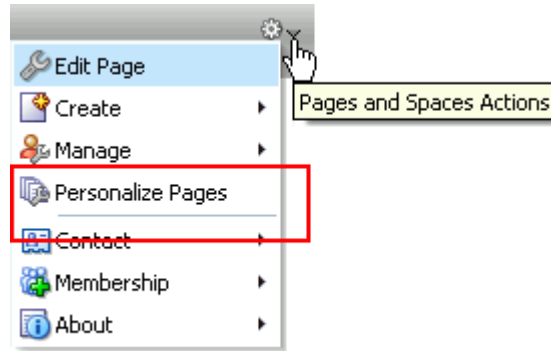 Edit Page
Pages and Spaces Actions
Create
Manage
Personalize Pages
Contact
Membership
About